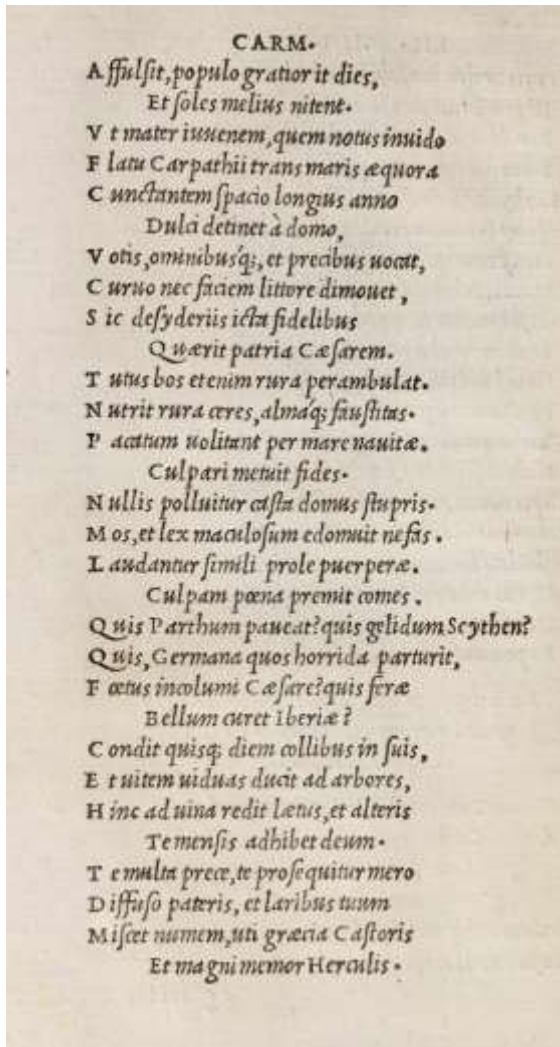 CARM.
Affulsit, populo gratior it dies,
Et soles melius nitent.
Vt mater iuuenem, quem notus inuido
Flatu Carpathii trans maris æquora
Cunctantem spacio longius anno
Dulci detinet à domo,
Votis, ominibusq́;, et precibus uocat,
Curuo nec faciem littore dimouet,
Sic desyderiis icta fidelibus
Quærit patria Cæsarem.
Tutus bos etenim rura perambulat.
Nutrit rura ceres, almaq́; faustitas.
Pacatum uolitant per mare nauitæ.
Culpari metuit fides.
Nullis polluitur casta domus stupris.
Mos, et lex maculosum edomuit nefas.
Laudantur simili prole puerperæ.
Culpam pœna premit comes.
Quis Parthum paueat? quis gelidum Scythen?
Quis, Germana quos horrida parturit,
Fœtus incolumi Cæsare? quis feræ
Bellum curet Iberiæ?
Condit quisq; diem collibus in suis,
Et uitem uiduas ducit ad arbores,
Hinc ad uina redit lætus, et alteris
Te mensis adhibet deum.
Te multa prece, te prosequitur mero
Diffuso pateris, et laribus tuum
Miscet numem, uti græcia Castoris
Et magni memor Herculis.